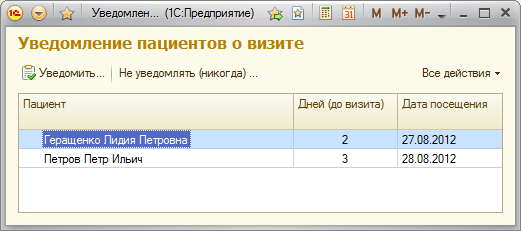 Уведомлен... (1С:Предприятие)
31
M M+ M-
Уведомление пациентов о визите
Уведомить... Не уведомлять (никогда) ... Все действия
Пациент Дней (до визита) Дата посещения
Геращенко Лидия Петровна 2 27.08.2012
Петров Петр Ильич 3 28.08.2012